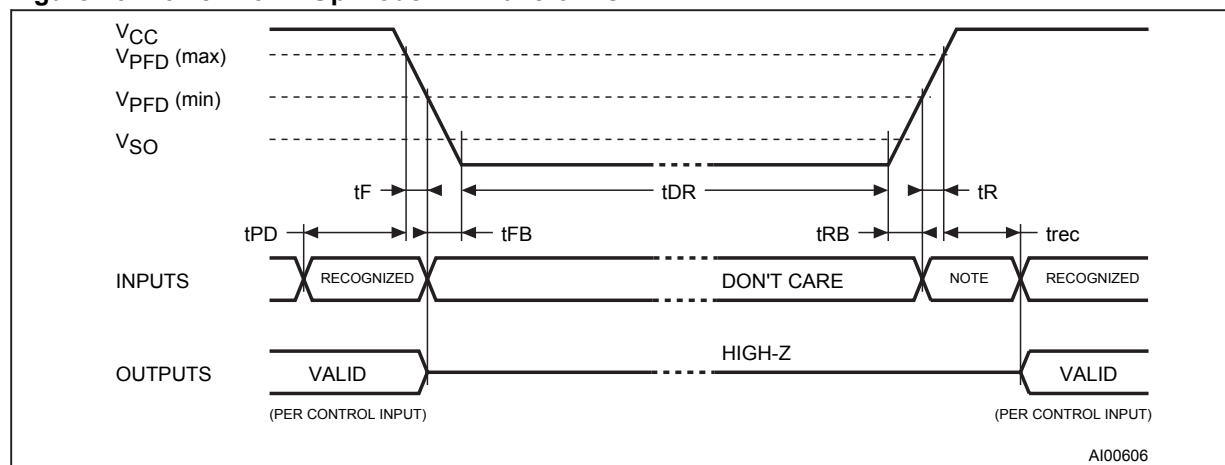 VCC
VPFD (max)
VPFD (min)
VSO
tF
tDR
tR
tPD
tFB
tRB
trec
INPUTS
RECOGNIZED
DON'T CARE
NOTE
RECOGNIZED
HIGH-Z
OUTPUTS
VALID
VALID
(PER CONTROL INPUT)
(PER CONTROL INPUT)
AI00606